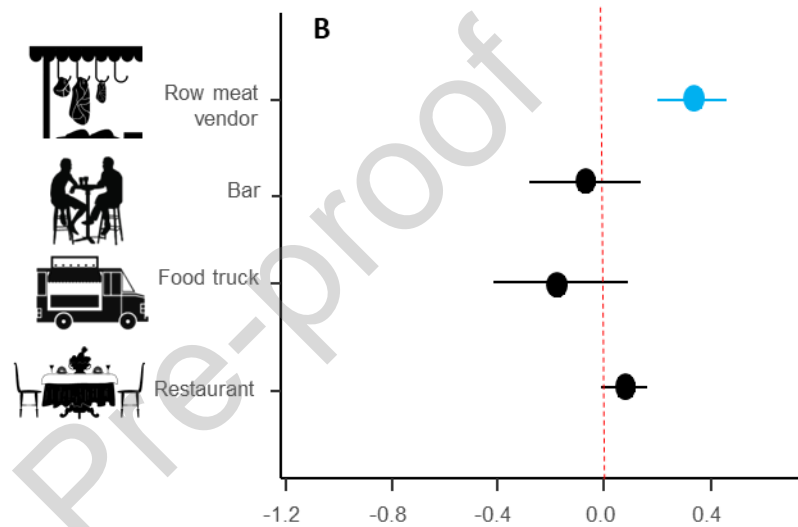 B
Row meat
vendor
Bar
Food truck
Restaurant
-1.2 -0.8 -0.4 0.0 0.4
Pre-proof